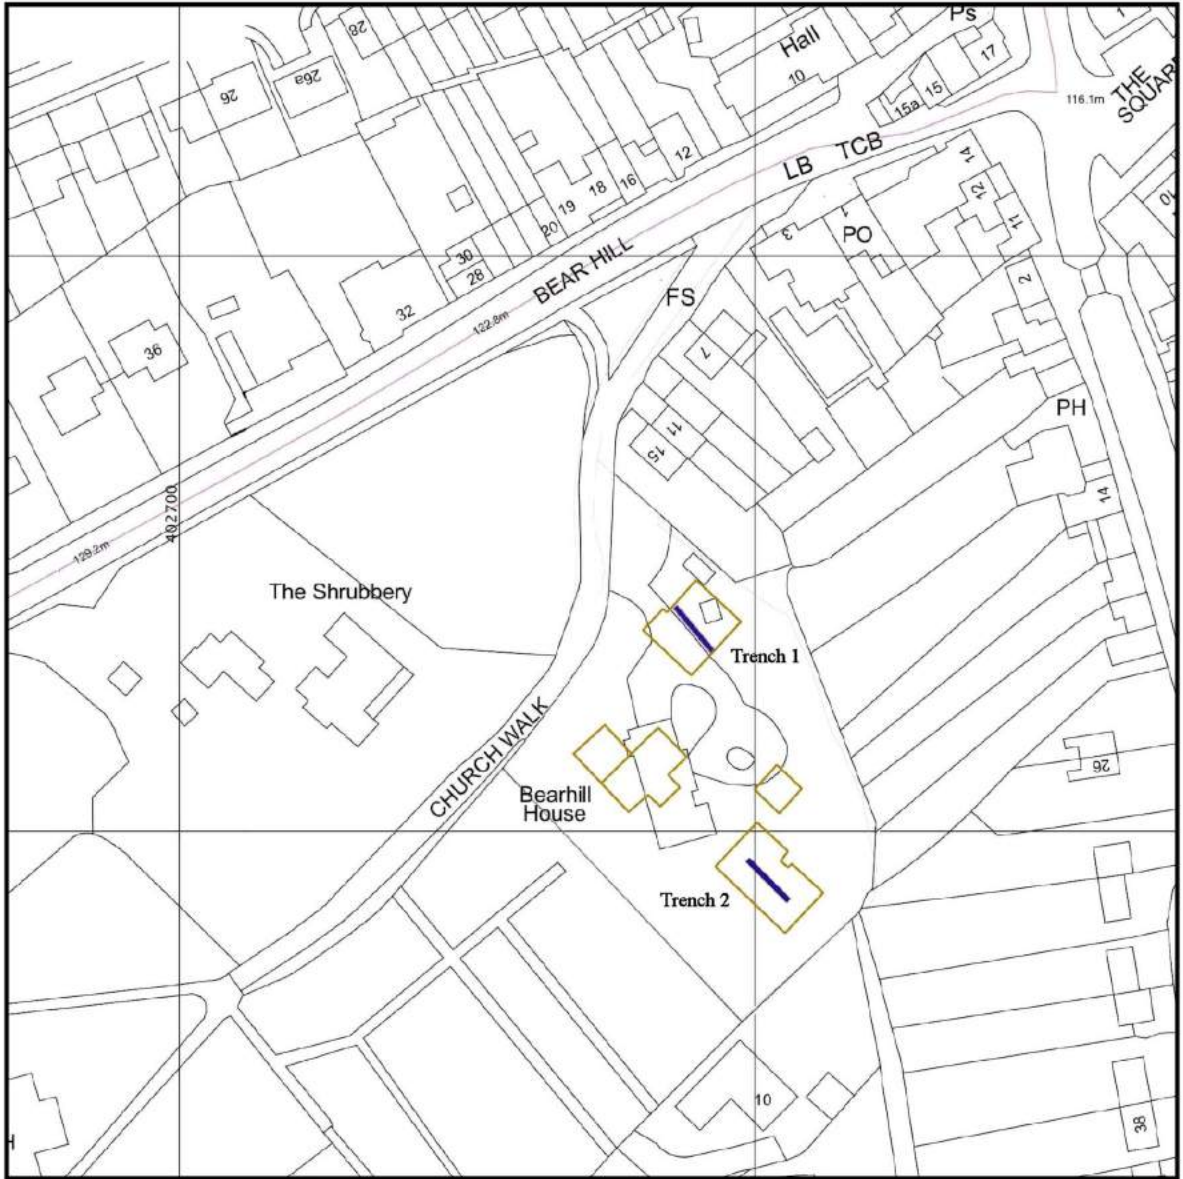 Ps
1
28
Hall
17
THE
SQUAR
26
26a
10
15
116.1m
15a
TCB
LB
14
12
18
16
12
10
19
20
1
3
PO
11
30
28
BEAR HILL
2
FS
32
122.8m
36
7
PH
11
15
14
402700
129.2m
The Shrubbery
Trench 1
CHURCH WALK
26
Bearhill
House
Trench 2
10
38
H